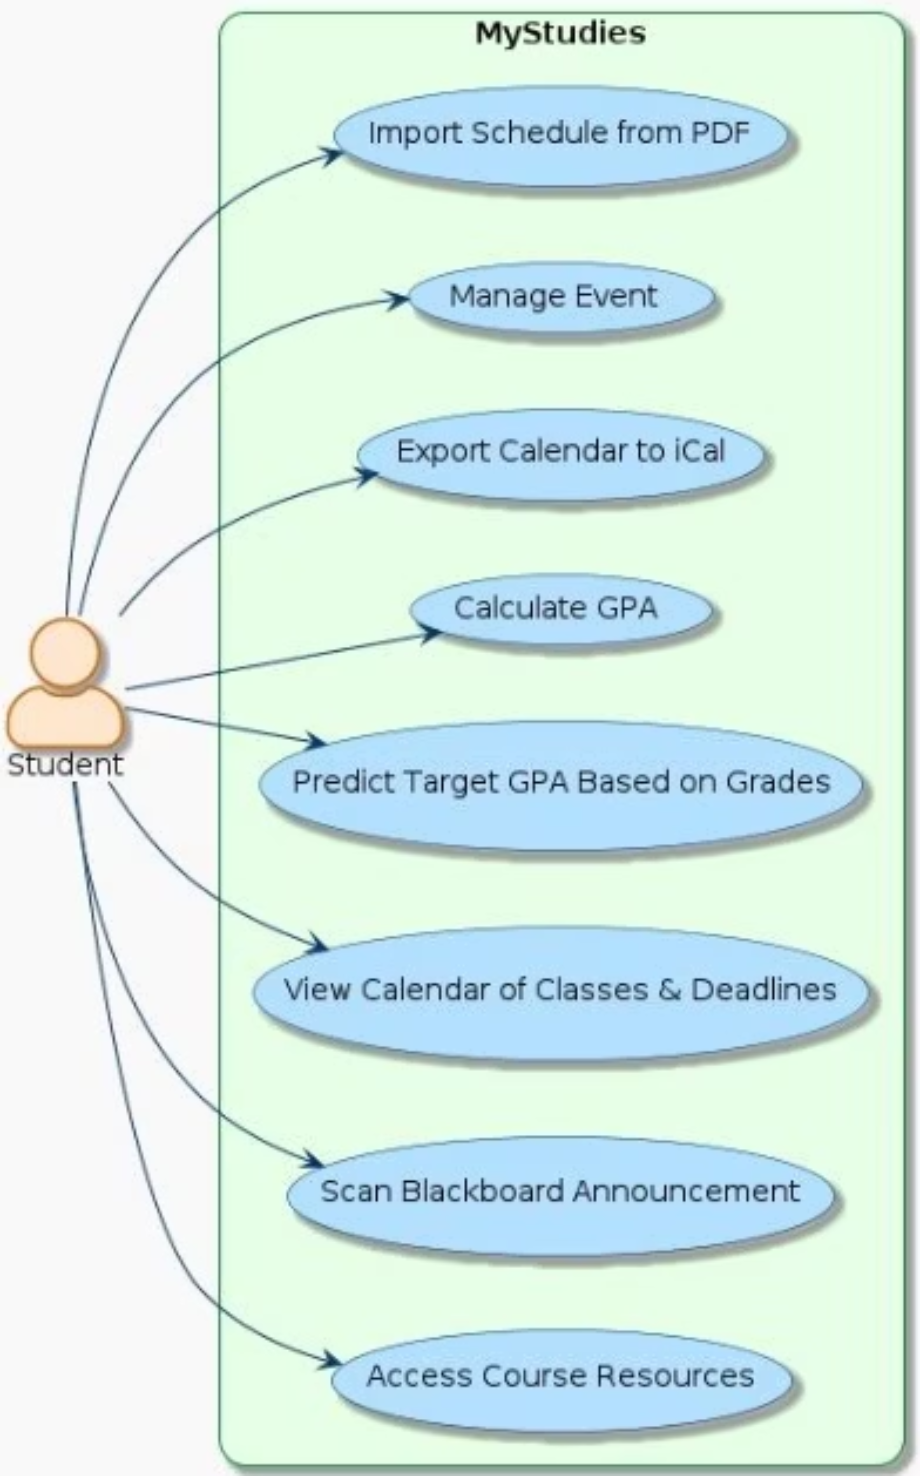 MyStudies
Import Schedule from PDF
Manage Event
Export Calendar to iCal
Calculate GPA
Student
Predict Target GPA Based on Grades
View Calendar of Classes & Deadlines
Scan Blackboard Announcement
Access Course Resources